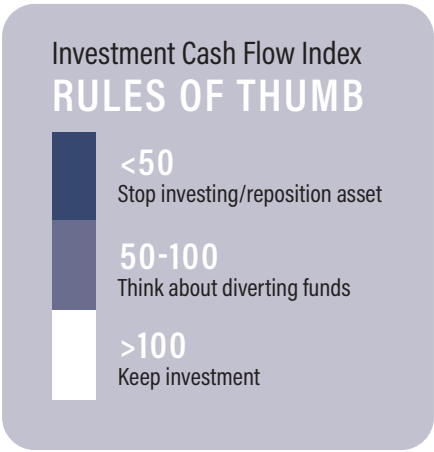 Investment Cash Flow Index
RULES OF THUMB
<50
Stop investing/reposition asset
50-100
Think about diverting funds
>100
Keep investment